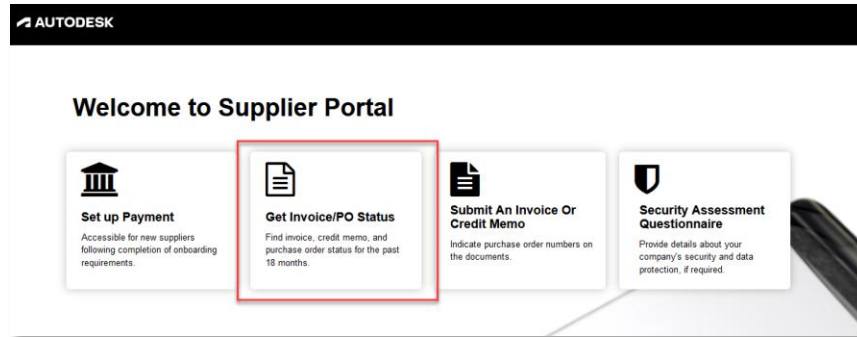 AUTODESK
Welcome to Supplier Portal
Set up Payment
Accessible for new suppliers
following completion of onboarding
requirements.
Get Invoice/PO Status
Find invoice, credit memo, and
purchase order status for the past
18 months.
Submit An Invoice Or
Credit Memo
Indicate purchase order numbers on
the documents.
Security Assessment
Questionnaire
Provide details about your
company's security and data
protection, if required.